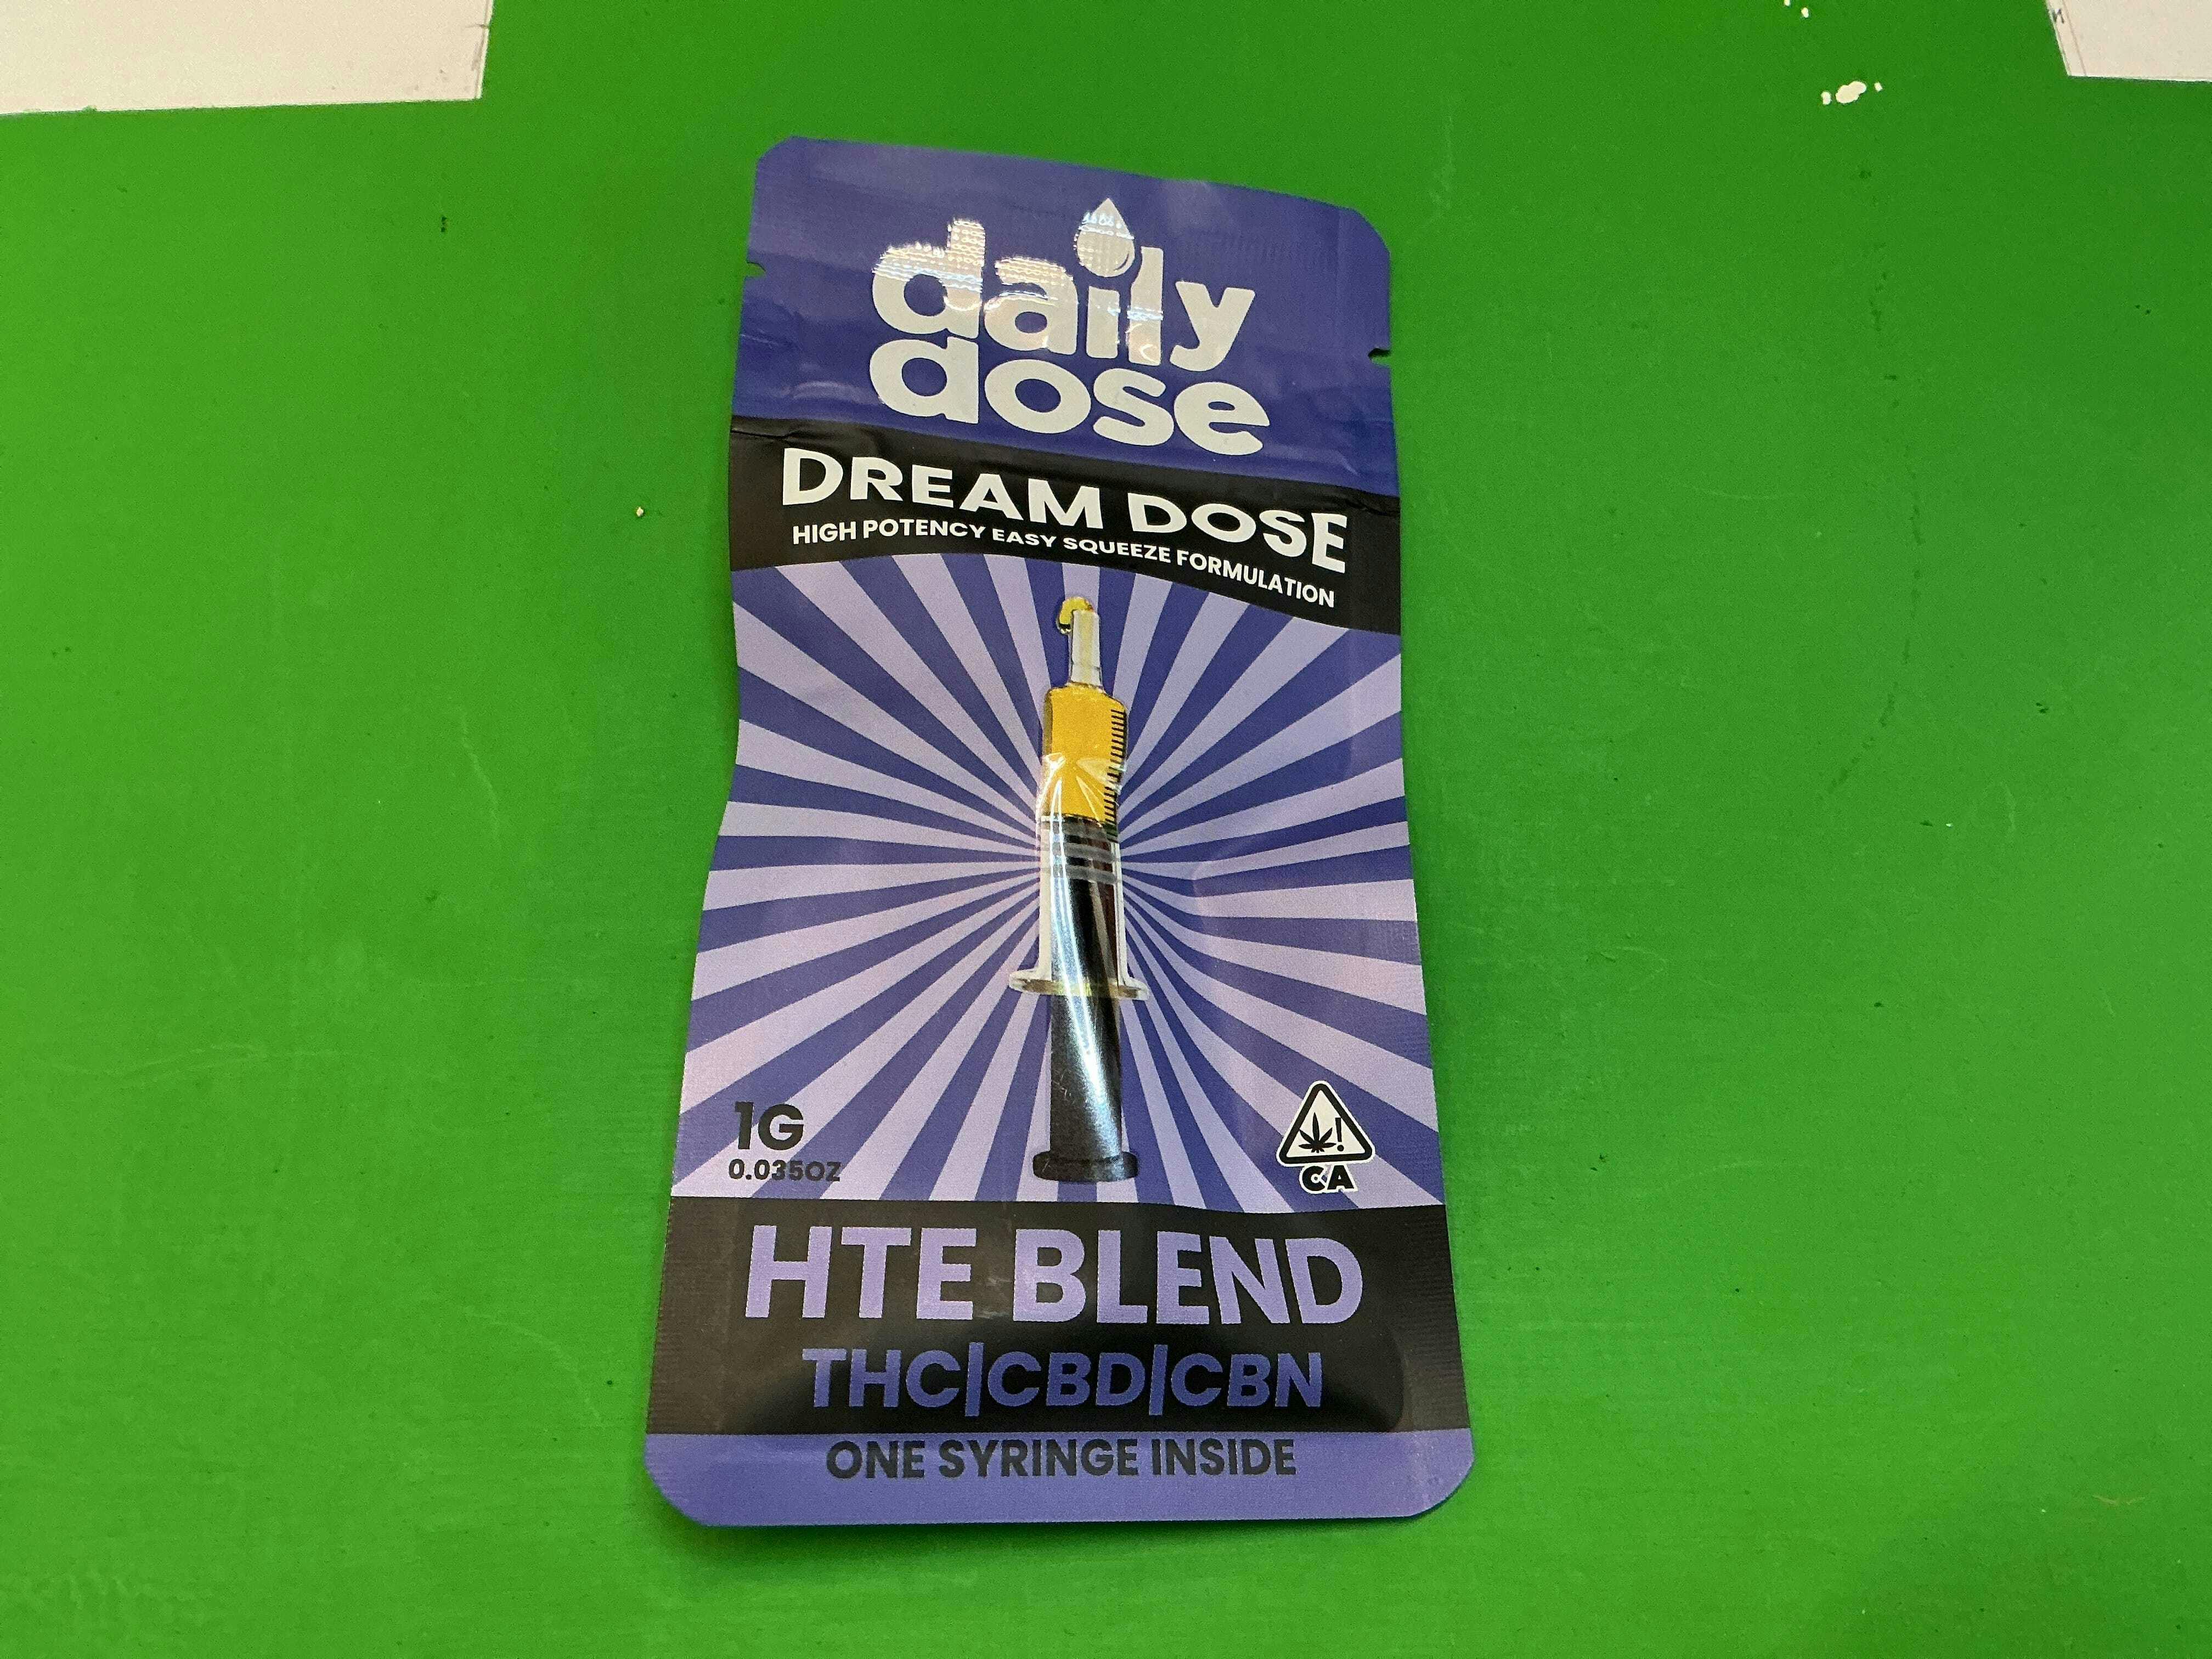 daily
dose
DREAM DOSE
HIGH POTENCY EASY SQUEEZE FORMULATION
1G
0.035OZ
CA
HTE BLEND
THC|CBD|CBN
ONE SYRINGE INSIDE